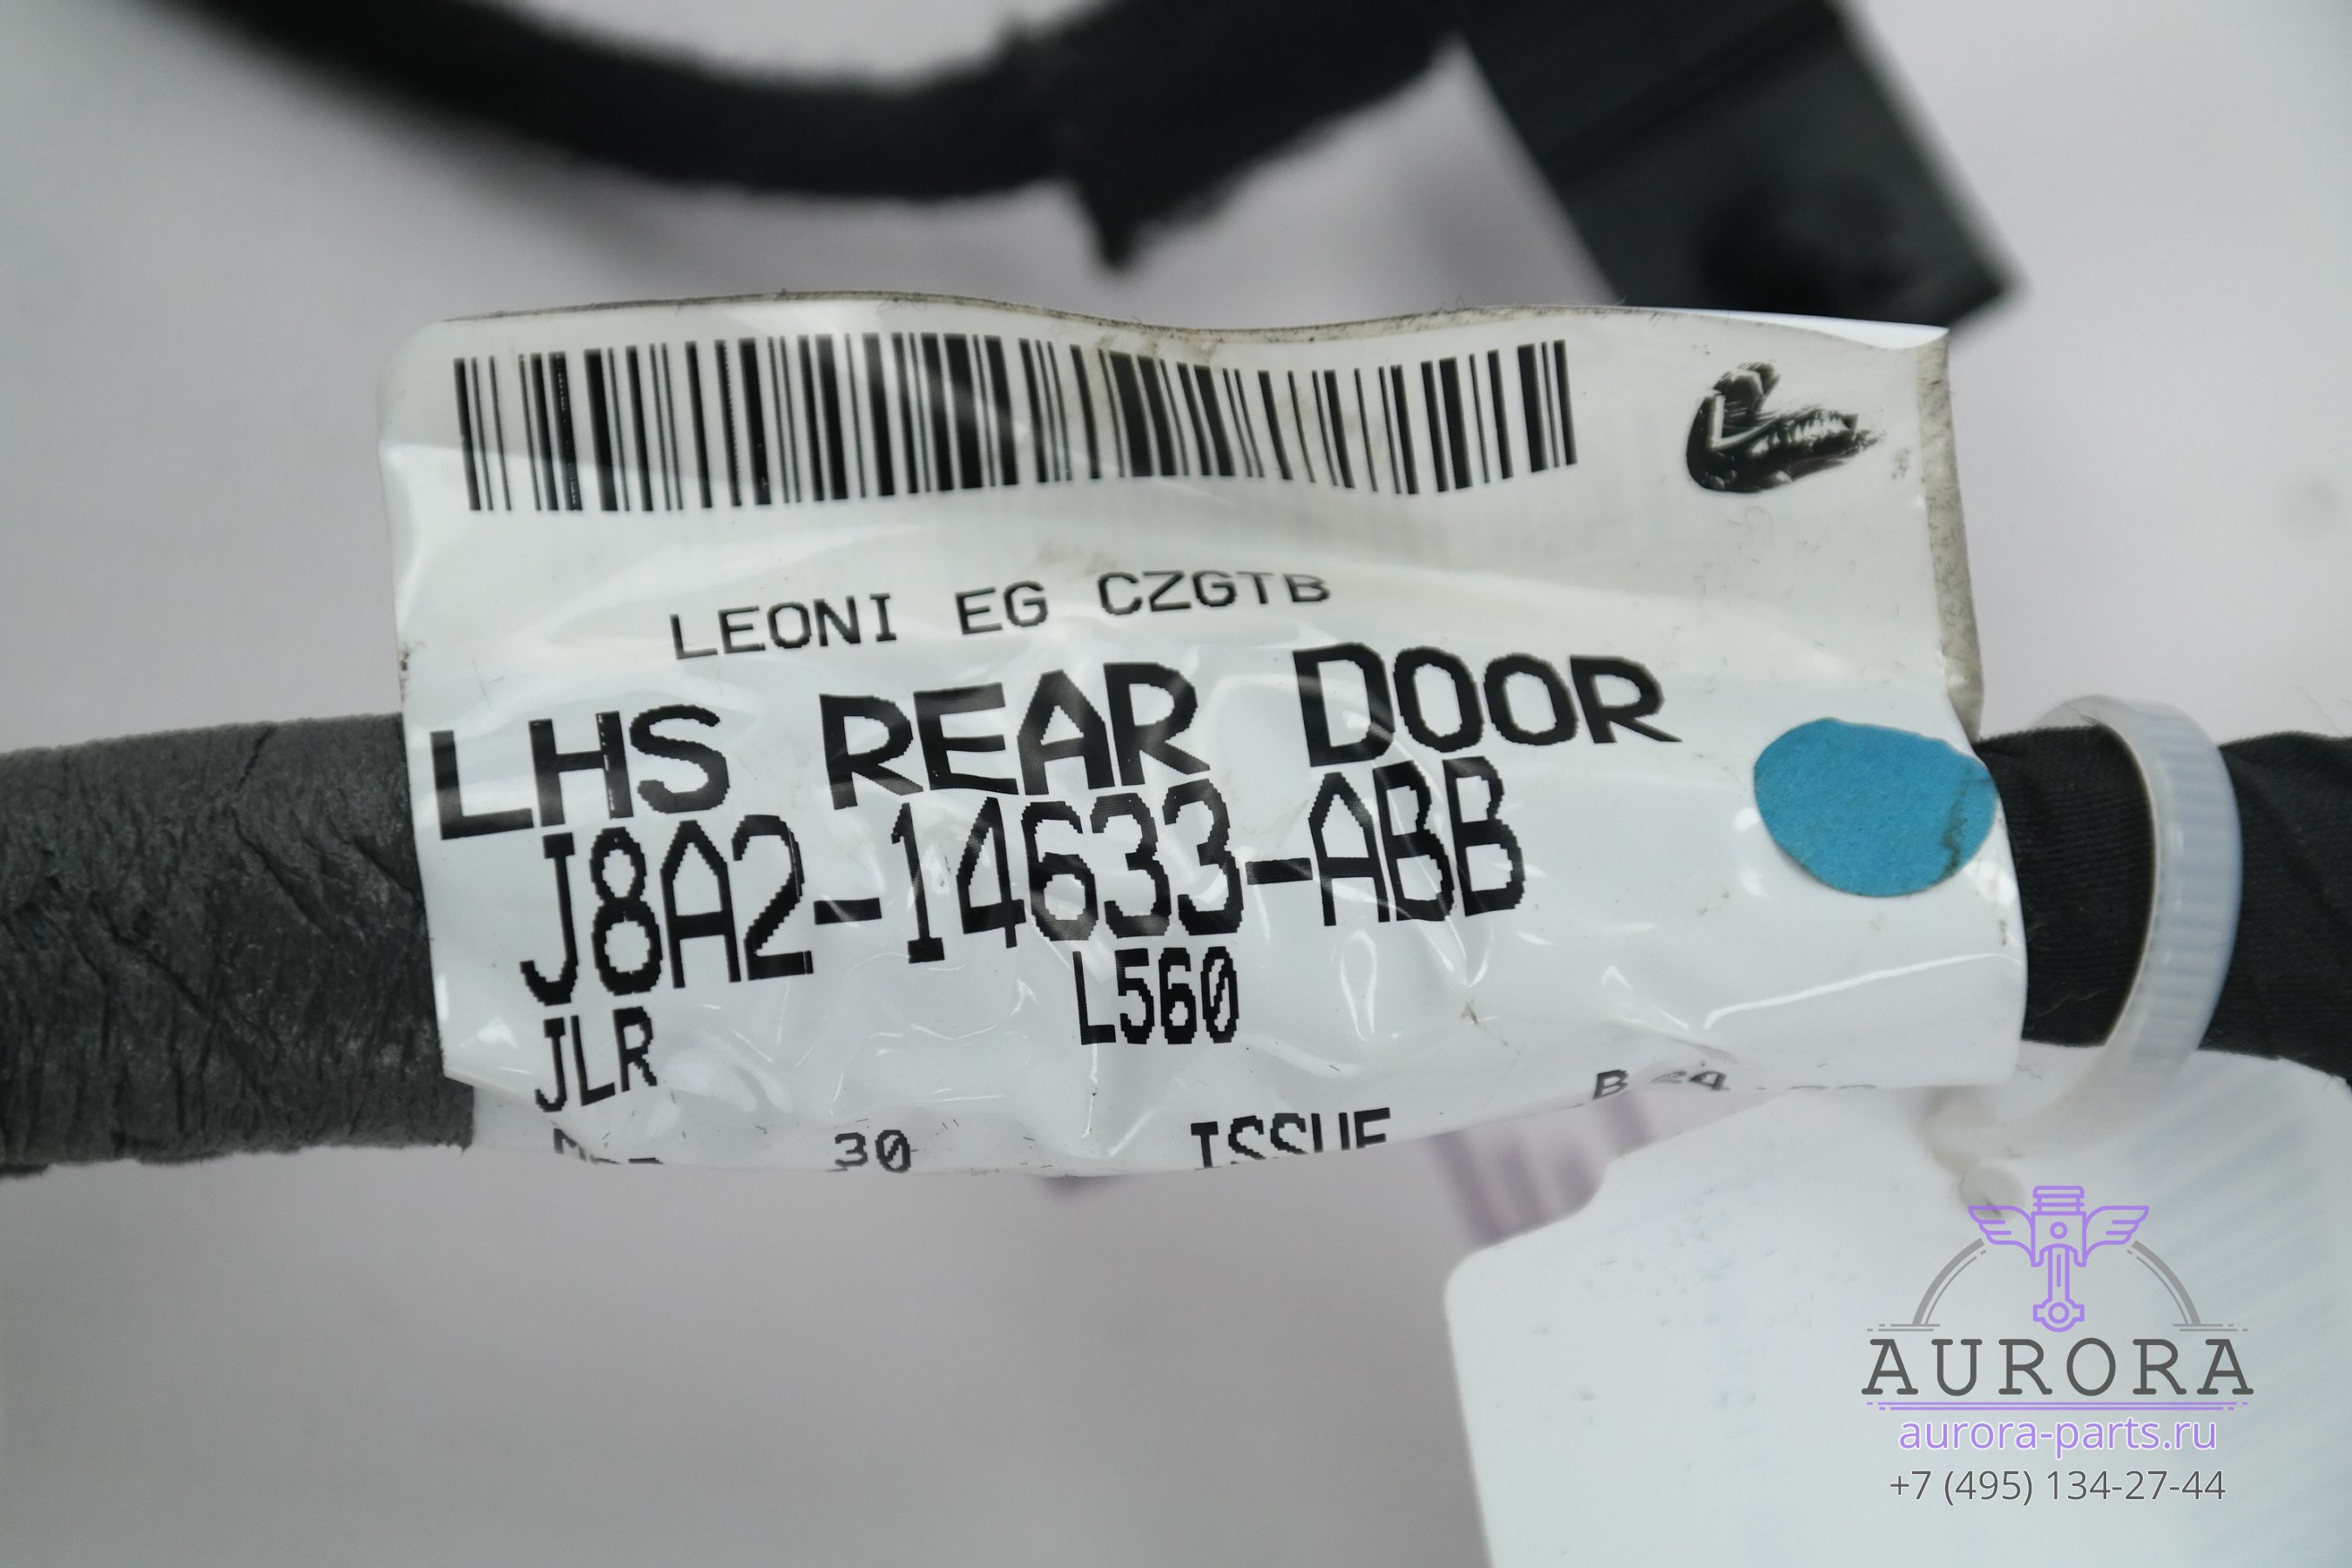 LEONI EG CZGTB
LHS REAR DOOR
J8A2-14633-ABB
JLR L560
30 ISSUE
AURORA
aurora-parts.ru
+7 (495) 134-27-44